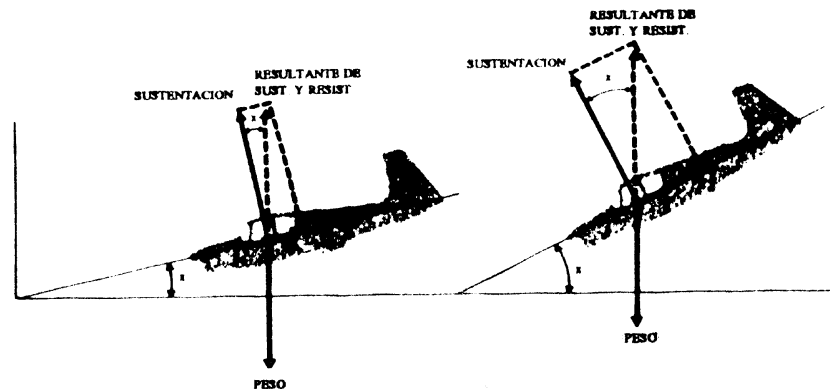 SUSTENTACION
RESULTANTE DE
SUST. Y RESIST
X
X
PESO
RESULTANTE DE
SUST. Y RESIST.
SUSTENTACION
X
X
PESO